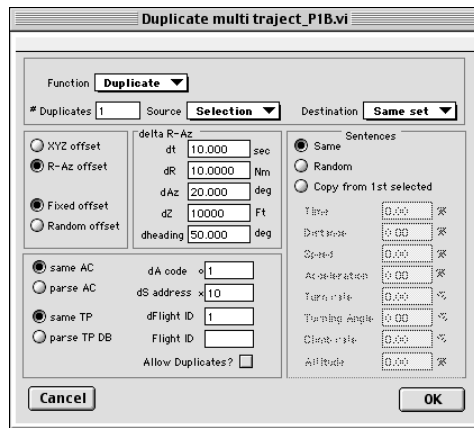 Duplicate multi traject_P1B.vi
Function Duplicate
# Duplicates 1 Source Selection Destination Same set
XYZ offset
R-Az offset
Fixed offset
Random offset
delta R-Az
dt 10.000 sec
dR 10.0000 Nm
dAz 20.000 deg
dZ 10000 Ft
dheading 50.000 deg
Sentences
Same
Random
Copy from 1st selected
Time 0.00 %
Distance 0.00 %
Speed 0.00 %
Acceleration 0.00 %
Turn rate 0.00 %
Turning Angle 0.00 %
Climb rate 0.00 %
Altitude 0.00 %
same AC
parse AC
same TP
parse TP DB
dA code o 1
dS address x 10
dFlight ID 1
Flight ID
Allow Duplicates?
Cancel
OK